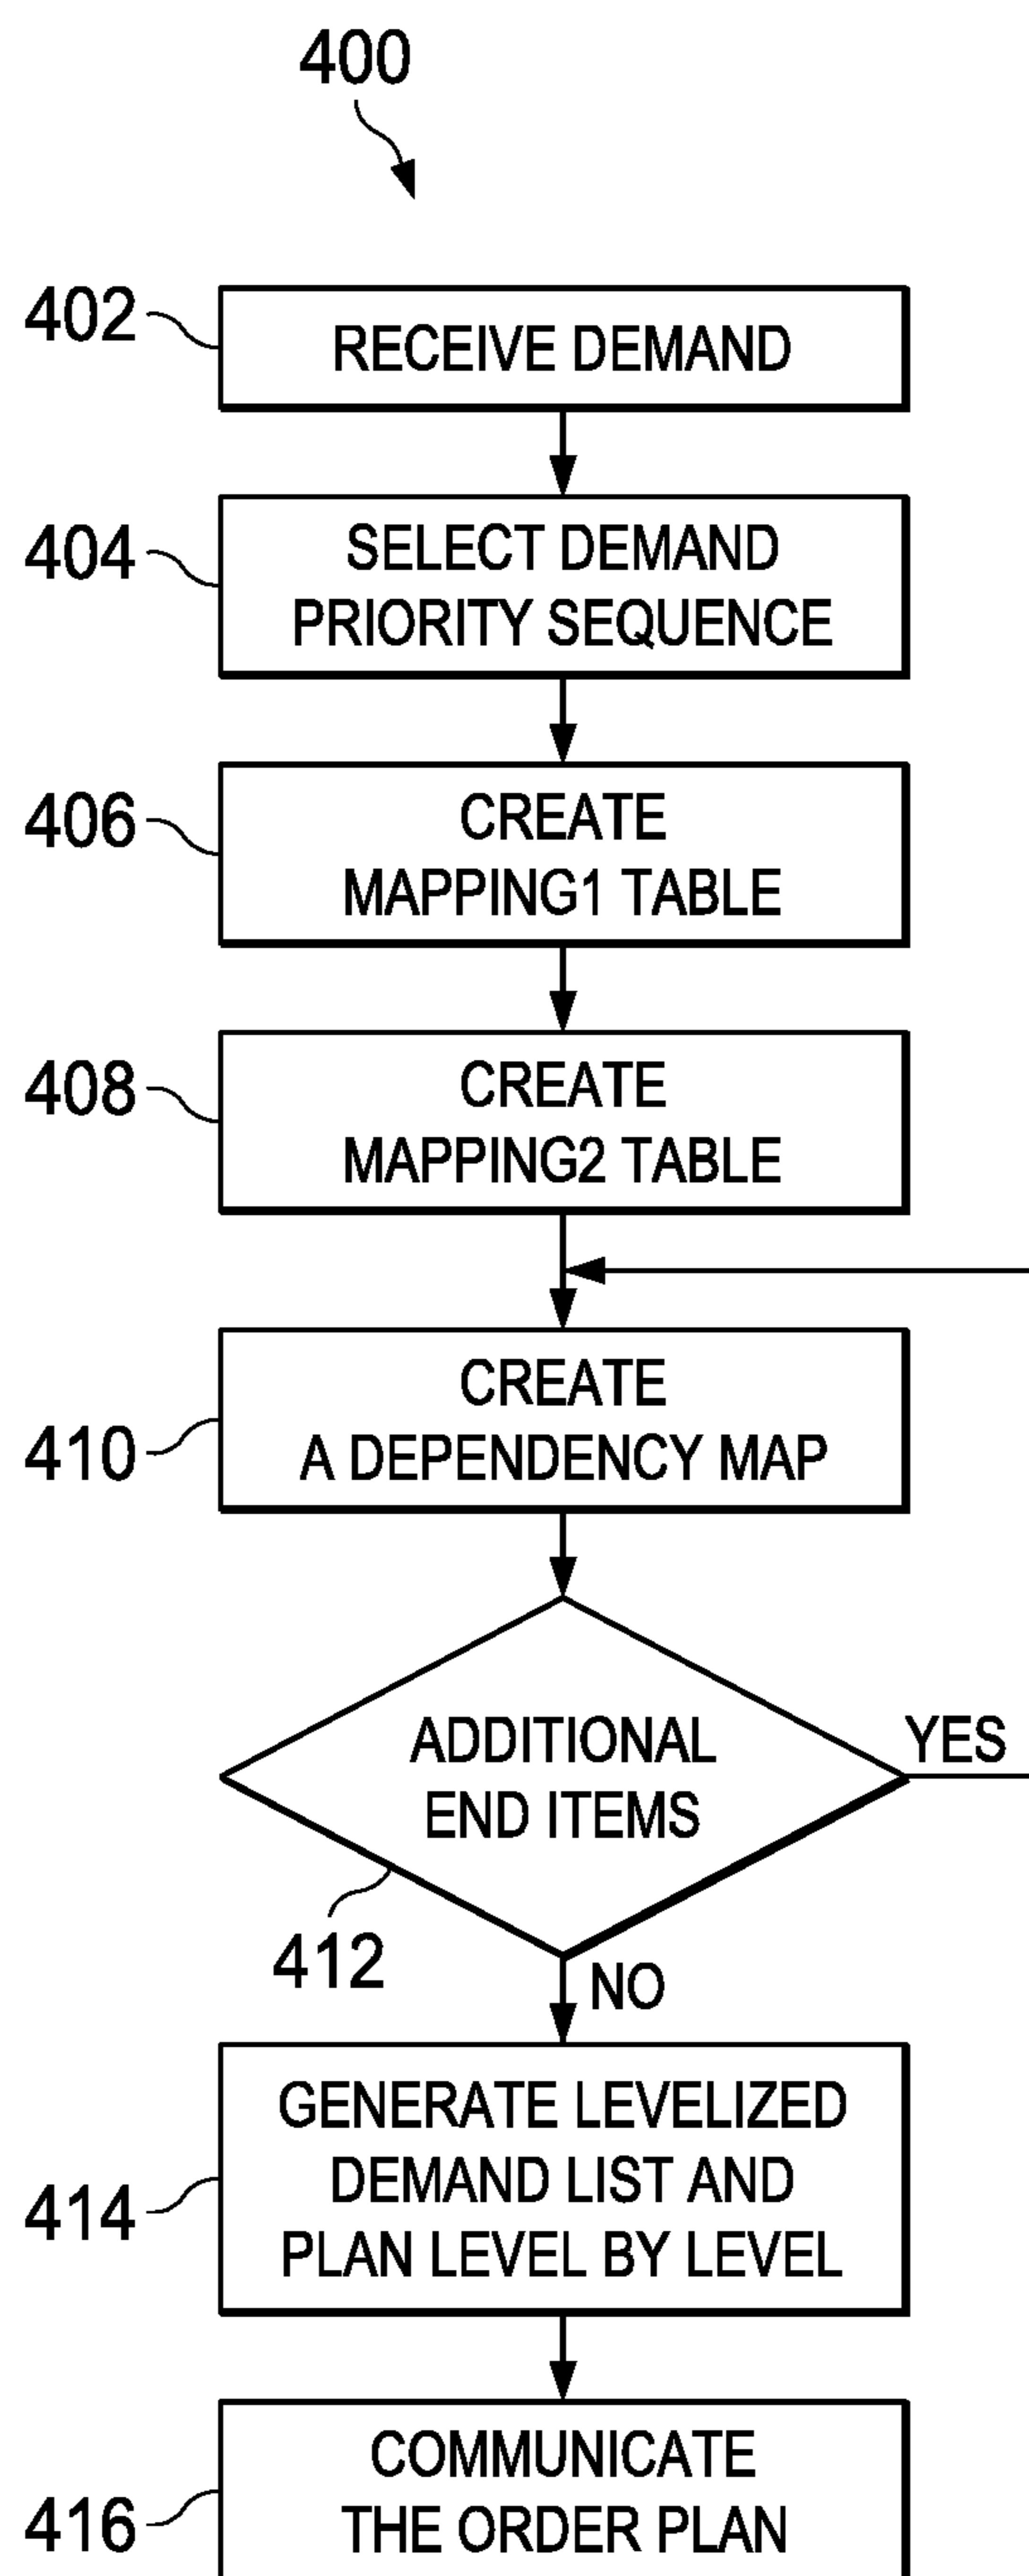 400
402
RECEIVE DEMAND
404
SELECT DEMAND
PRIORITY SEQUENCE
406
CREATE
MAPPING1 TABLE
408
CREATE
MAPPING2 TABLE
410
CREATE
A DEPENDENCY MAP
ADDITIONAL
END ITEMS
YES
412
NO
414
GENERATE LEVELIZED
DEMAND LIST AND
PLAN LEVEL BY LEVEL
416
COMMUNICATE
THE ORDER PLAN